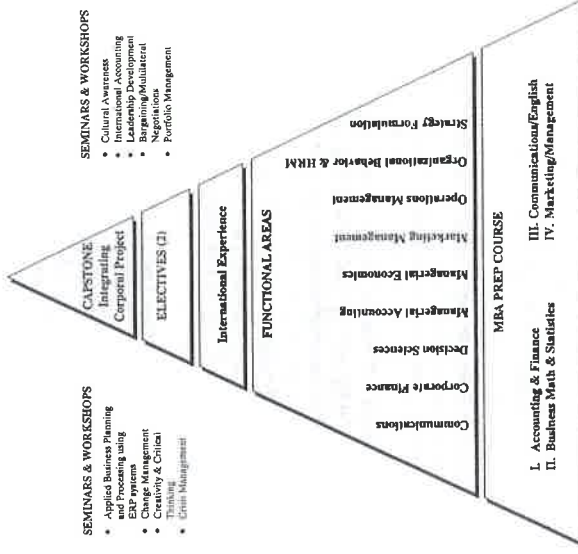 SEMINARS & WORKSHOPS
• Applied Business Planning
and Processing using
ERP systems
• Change Management
• Creativity & Critical
Thinking
• Crisis Management
SEMINARS & WORKSHOPS
• Cultural Awareness
• International Accounting
• Leadership Development
• Bargaining/Multilateral
Negotiations
• Portfolio Management
CAPSTONE
Integrating
Corporal Project
ELECTIVES (2)
International Experience
FUNCTIONAL AREAS
Communications
Corporate Finance
Decision Sciences
Managerial Accounting
Managerial Economics
Marketing Management
Operations Management
Organizational Behavior & HRM
Strategy Formulation
MBA PREP COURSE
I. Accounting & Finance
II. Business Math & Statistics
III. Communications/English
IV. Marketing/Management